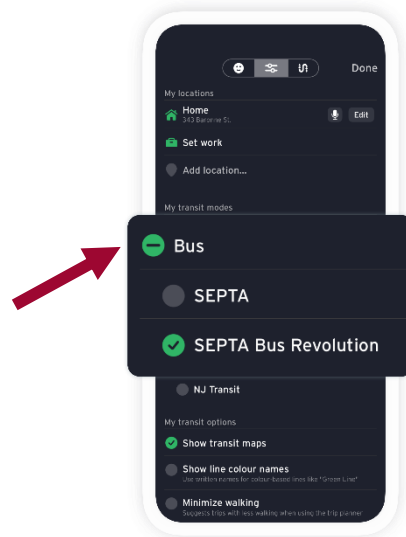 Done
My locations
Home
343 Baronne St.
Edit
Set work
Add location...
My transit modes
Bus
SEPTA
SEPTA Bus Revolution
NJ Transit
My transit options
Show transit maps
Show line colour names
Use written names for colour-based lines like "Green Line"
Minimize walking
Suggests trips with less walking when using the trip planner